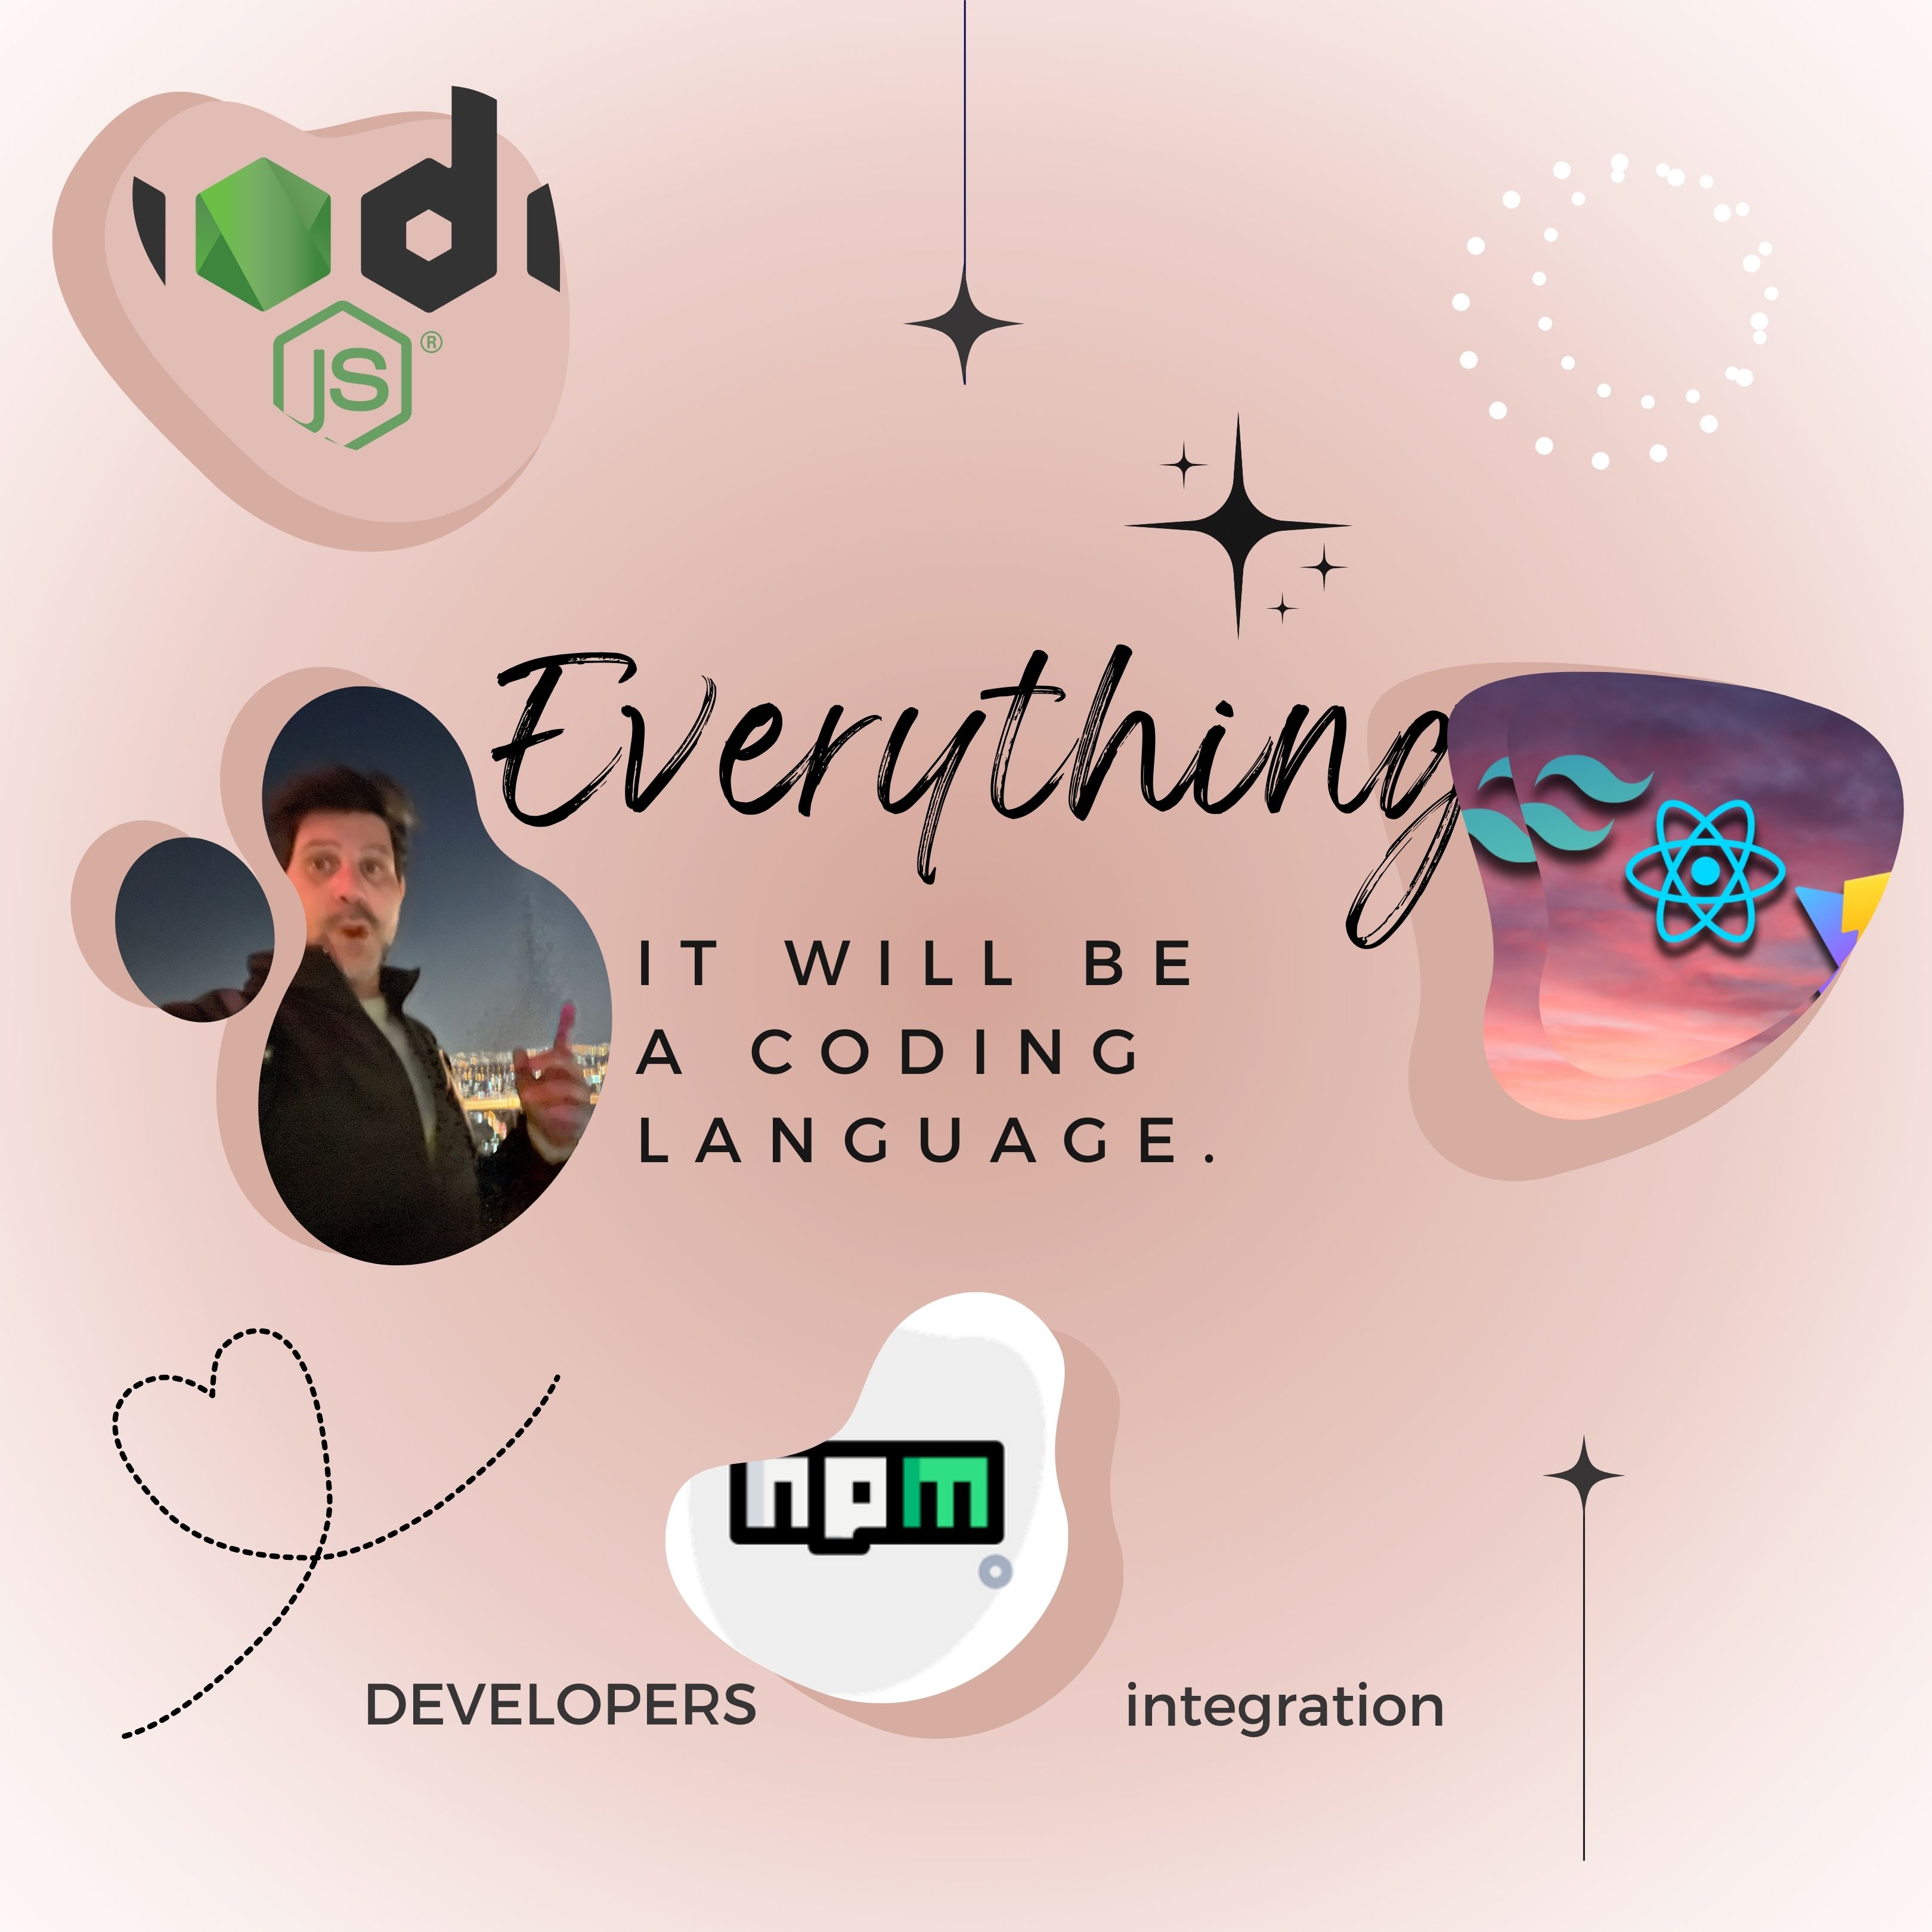 node
JS®
Everything
IT WILL BE
A CODING
LANGUAGE.
npm
DEVELOPERS
integration